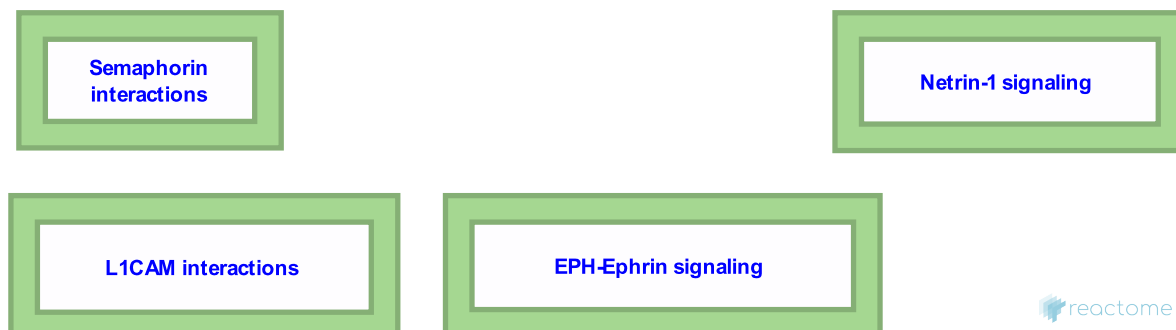 Semaphorin
interactions
Netrin-1 signaling
L1CAM interactions
EPH-Ephrin signaling
reactome